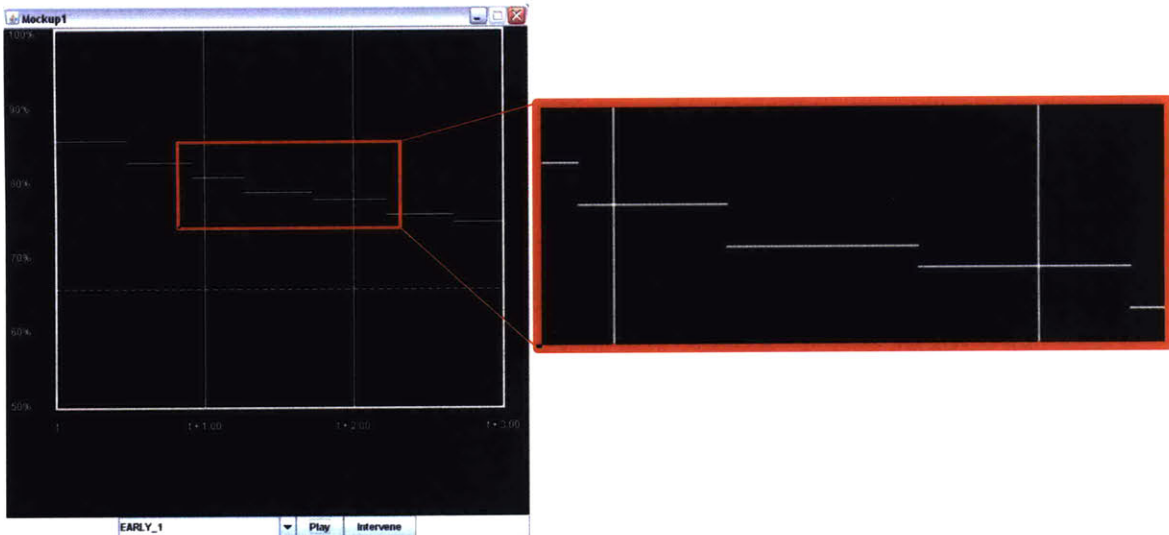 Mockup1
100%
90%
80%
70%
60%
50%
t t + 1:00 t + 2:00 t + 3:00
EARLY_1 Play Intervene